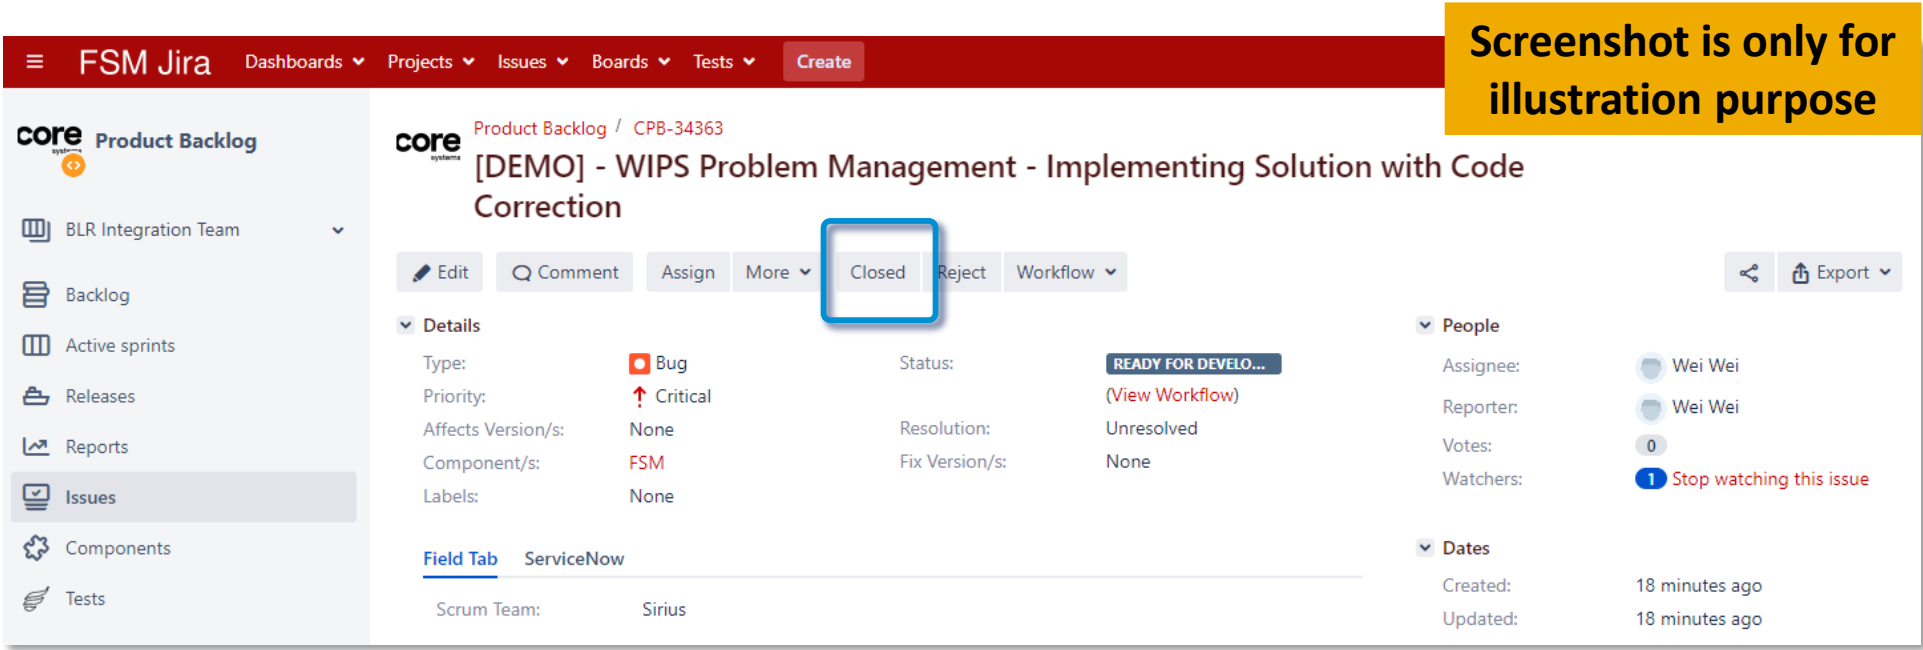 Screenshot is only for
illustration purpose
FSM Jira Dashboards Projects Issues Boards Tests Create
core systems Product Backlog
BLR Integration Team
Backlog
Active sprints
Releases
Reports
Issues
Components
Tests
core systems
Product Backlog / CPB-34363
[DEMO] - WIPS Problem Management - Implementing Solution with Code
Correction
Edit Comment Assign More Closed Reject Workflow Export
Details
Type: Bug Status: READY FOR DEVELO...
Priority: Critical (View Workflow)
Affects Version/s: None Resolution: Unresolved
Component/s: FSM Fix Version/s: None
Labels: None
Field Tab ServiceNow
Scrum Team: Sirius
People
Assignee: Wei Wei
Reporter: Wei Wei
Votes: 0
Watchers: 1 Stop watching this issue
Dates
Created: 18 minutes ago
Updated: 18 minutes ago